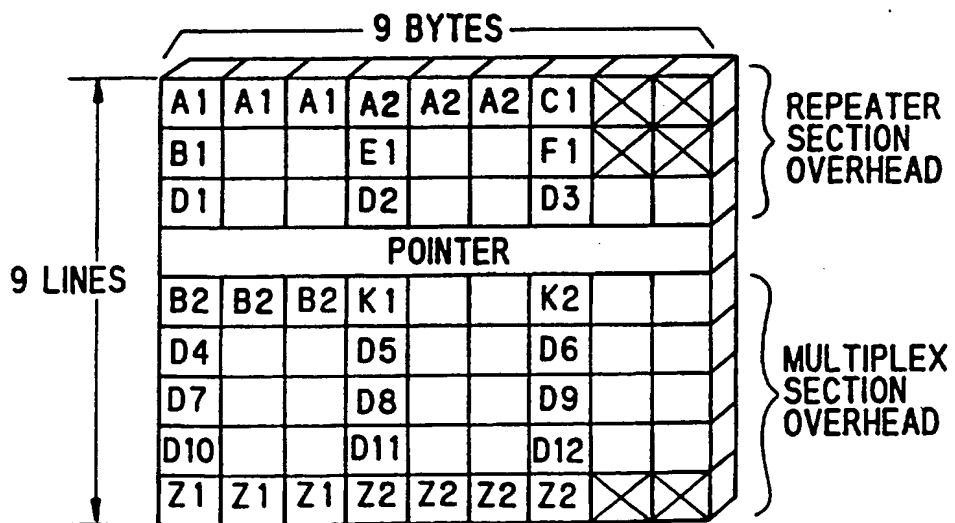 9 BYTES
A1 A1 A1 A2 A2 A2 C1
B1 E1 F1
D1 D2 D3
REPEATER
SECTION
OVERHEAD
POINTER
9 LINES
B2 B2 B2 K1 K2
D4 D5 D6
D7 D8 D9
D10 D11 D12
Z1 Z1 Z1 Z2 Z2 Z2 Z2
MULTIPLEX
SECTION
OVERHEAD